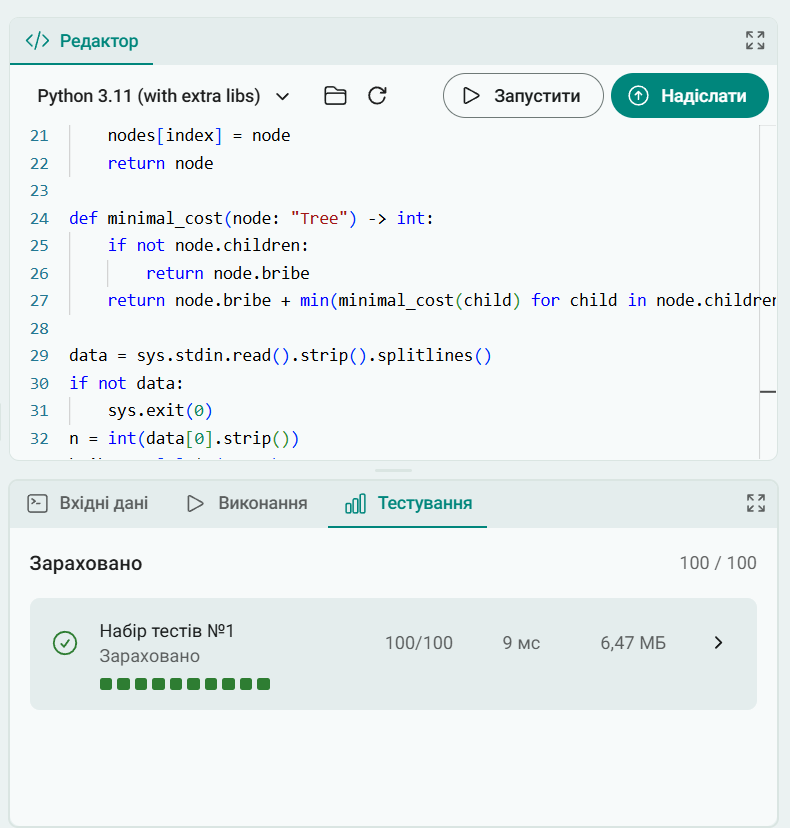 </> Редактор
Python 3.11 (with extra libs)
Запустити
Надіслати
21 nodes[index] = node
22 return node
23
24 def minimal_cost(node: "Tree") -> int:
25 if not node.children:
26 return node.bribe
27 return node.bribe + min(minimal_cost(child) for child in node.children
28
29 data = sys.stdin.read().strip().splitlines()
30 if not data:
31 sys.exit(0)
32 n = int(data[0].strip())
Вхідні дані
Виконання
Тестування
Зараховано
100 / 100
Набір тестів №1
100/100
9 мс
6,47 МБ
Зараховано